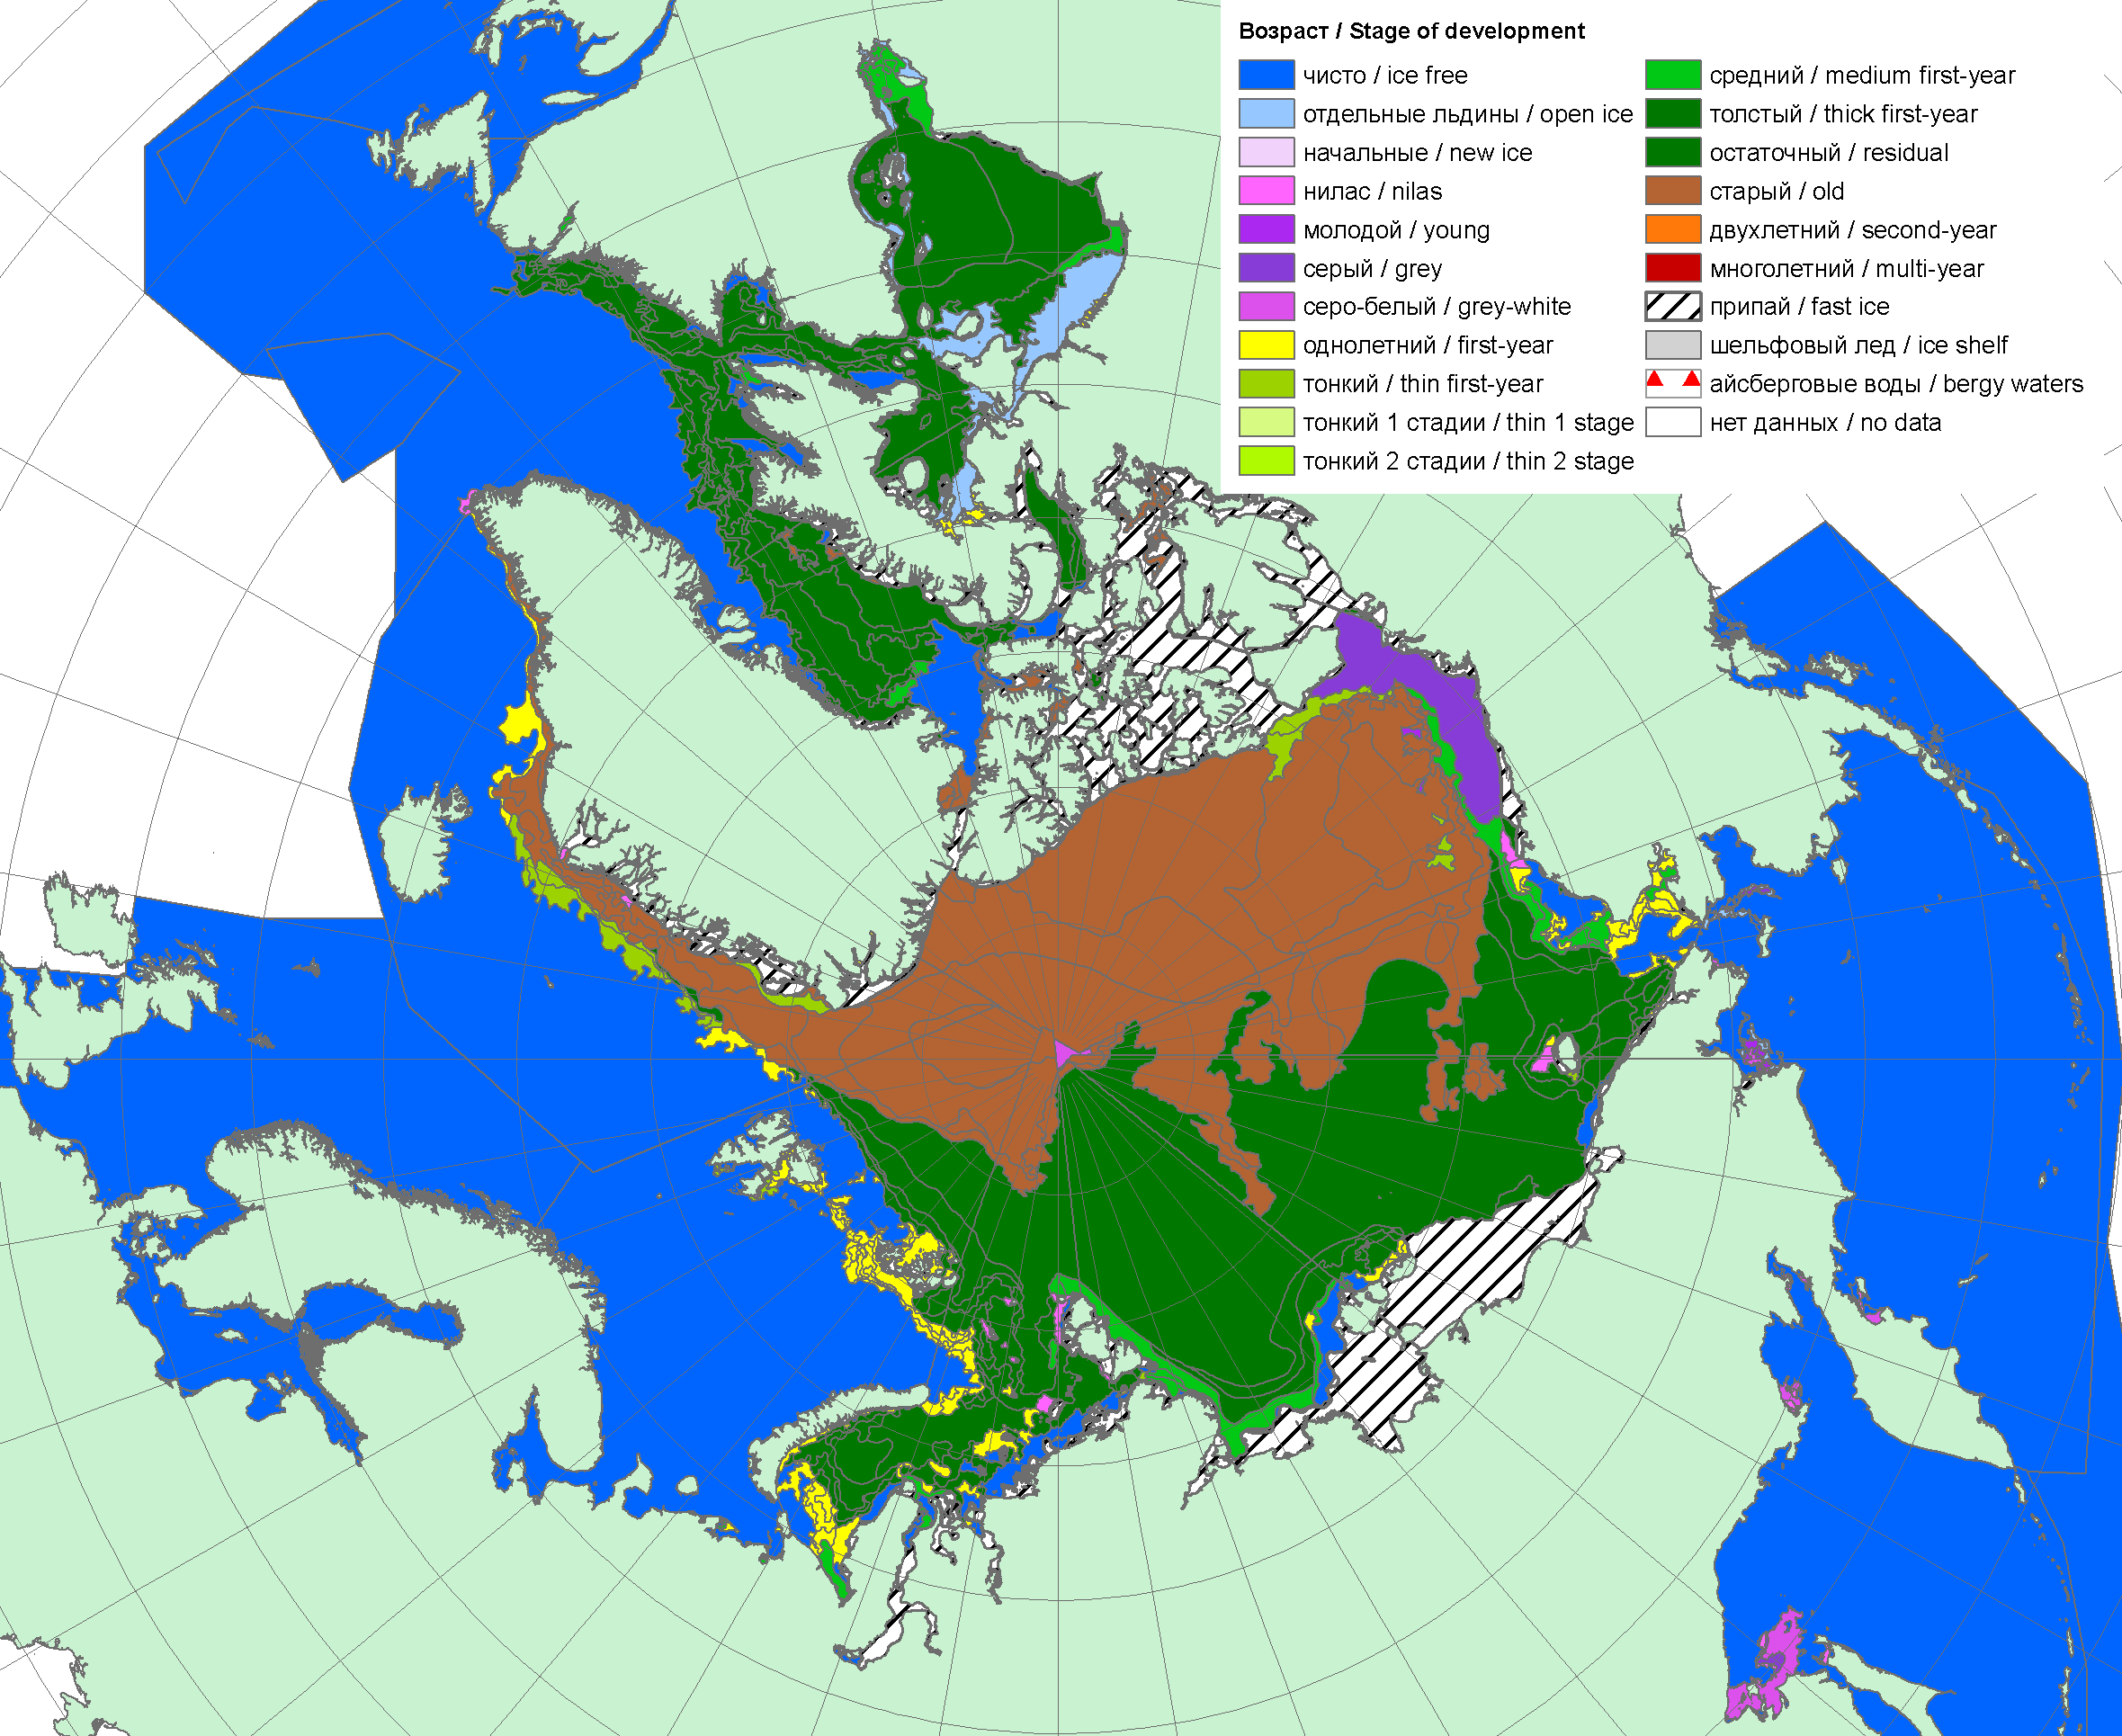 Возраст / Stage of development
чисто / ice free
отдельные льдины / open ice
начальные / new ice
нилас / nilas
молодой / young
серый / grey
серо-белый / grey-white
однолетний / first-year
тонкий / thin first-year
тонкий 1 стадии / thin 1 stage
тонкий 2 стадии / thin 2 stage
средний / medium first-year
толстый / thick first-year
остаточный / residual
старый / old
двухлетний / second-year
многолетний / multi-year
припай / fast ice
шельфовый лед / ice shelf
айсберговые воды / bergy waters
нет данных / no data